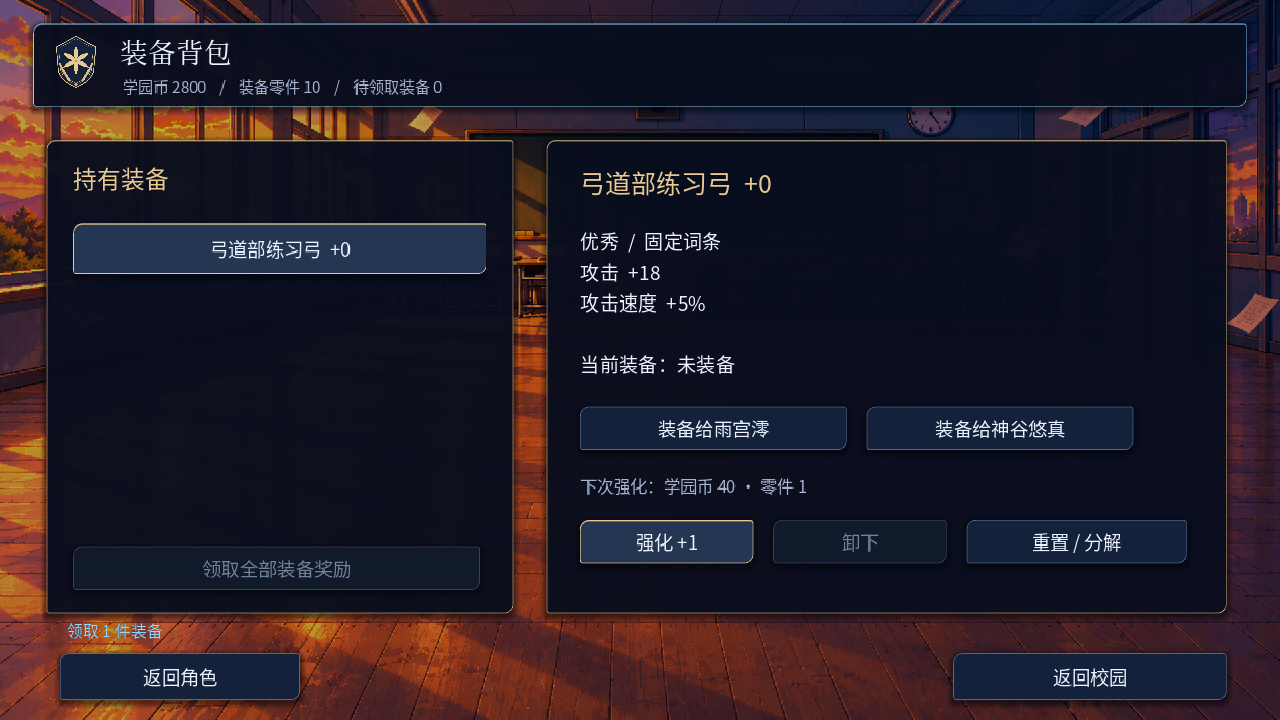 装备背包
学园币 2800 / 装备零件 10 / 待领取装备 0
持有装备
弓道部练习弓 +0
领取全部装备奖励
弓道部练习弓 +0
优秀 / 固定词条
攻击 +18
攻击速度 +5%
当前装备：未装备
装备给雨宫澪
装备给神谷悠真
下次强化：学园币 40 · 零件 1
强化 +1
卸下
重置 / 分解
领取 1 件装备
返回角色
返回校园